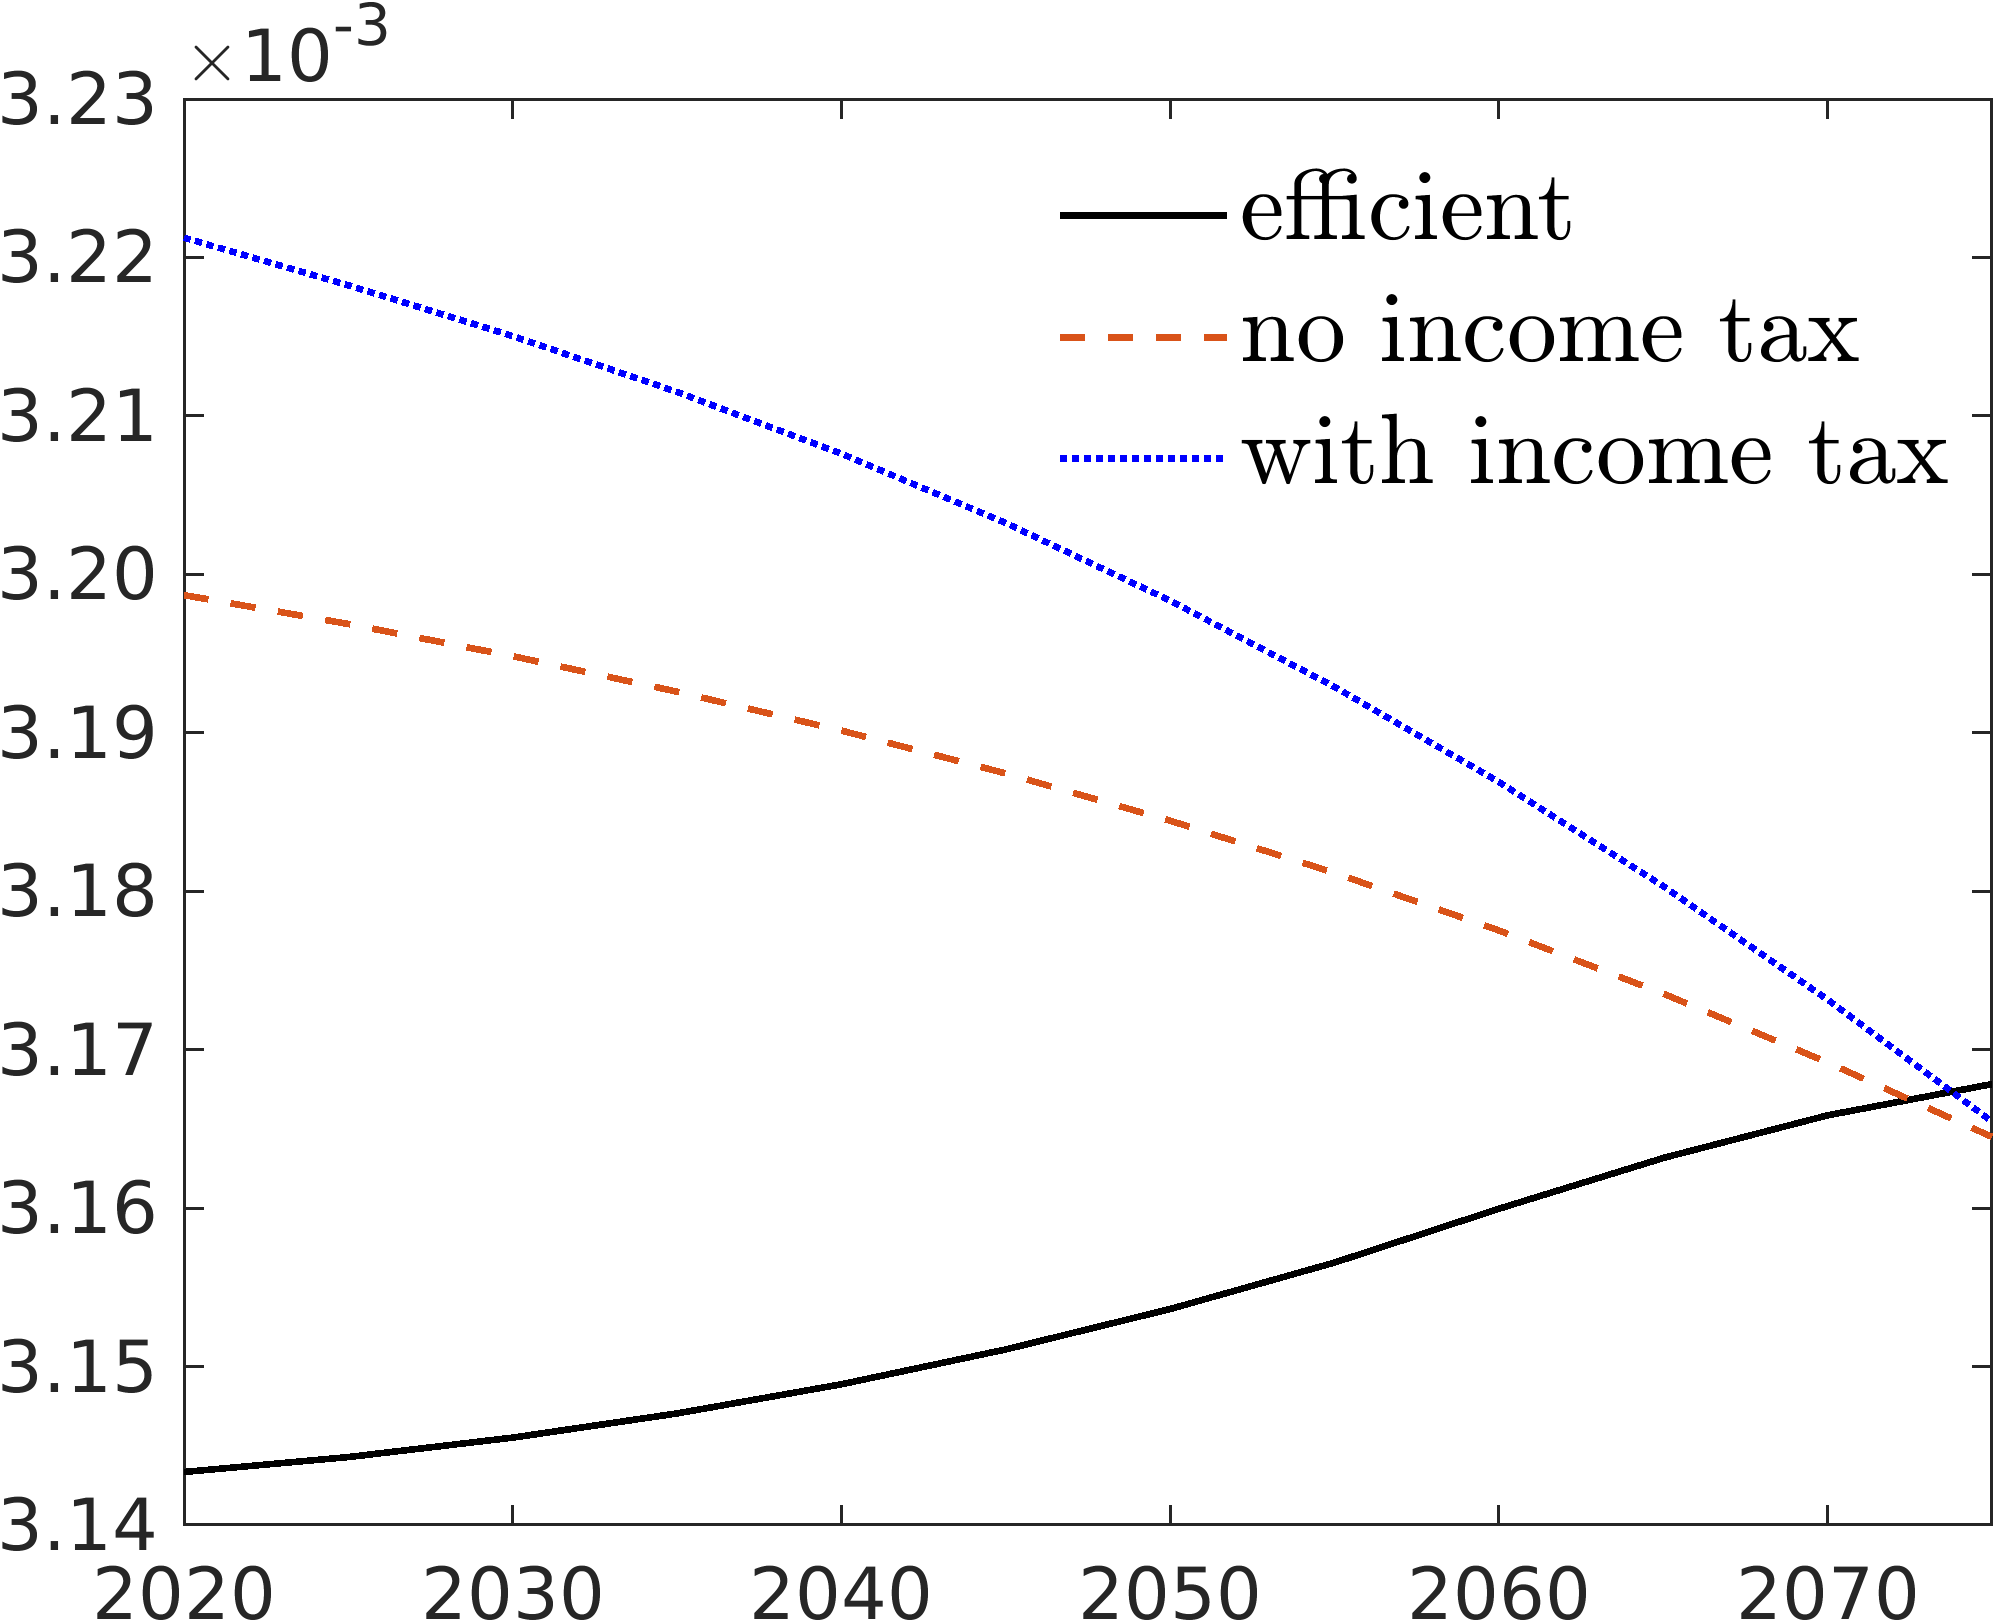 ×10-3
3.23
3.22
3.21
3.20
3.19
3.18
3.17
3.16
3.15
3.14
2020 2030 2040 2050 2060 2070
efficient
no income tax
with income tax